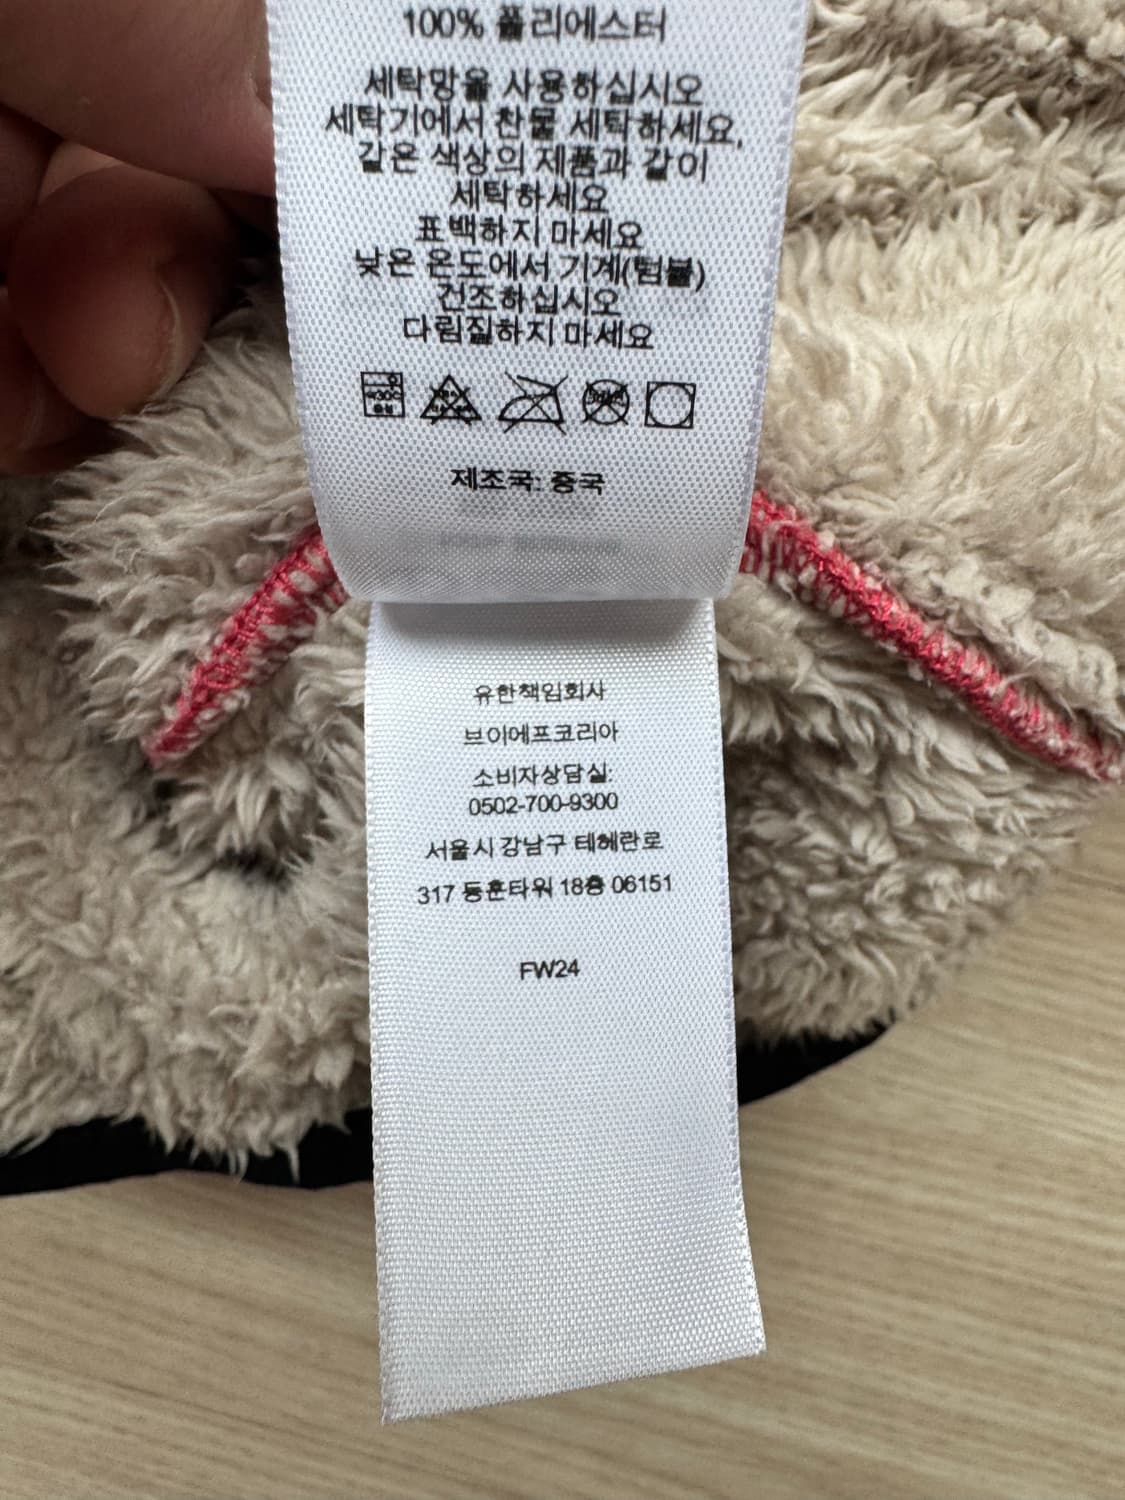 100% 폴리에스터
세탁망을 사용하십시오
세탁기에서 찬물 세탁하세요,
같은 색상의 제품과 같이
세탁하세요
표백하지 마세요
낮은 온도에서 기계(텀블)
건조하십시오
다림질하지 마세요
제조국: 중국
유한책임회사
브이에프코리아
소비자상담실:
0502-700-9300
서울시 강남구 테헤란로
317 동훈타워 18층 06151
FW24